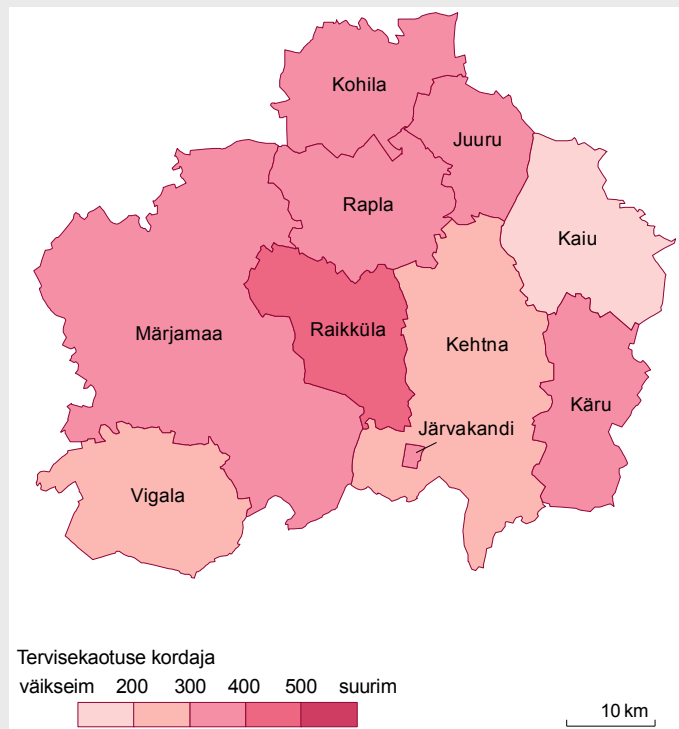 Kohila
Juuru
Rapla
Kaiu
Märjamaa
Raikküla
Kehtna
Käru
Järvakandi
Vigala
Tervisekaotuse kordaja
väikseim 200 300 400 500 suurim
10 km